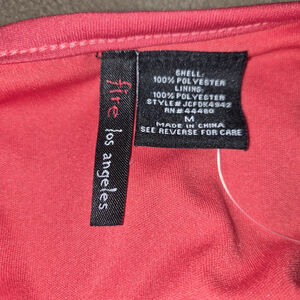 fire los angeles
SHELL:
100% POLYESTER
LINING:
100% POLYESTER
STYLE#JCFDK4942
RN#44480
M
MADE IN CHINA
SEE REVERSE FOR CARE